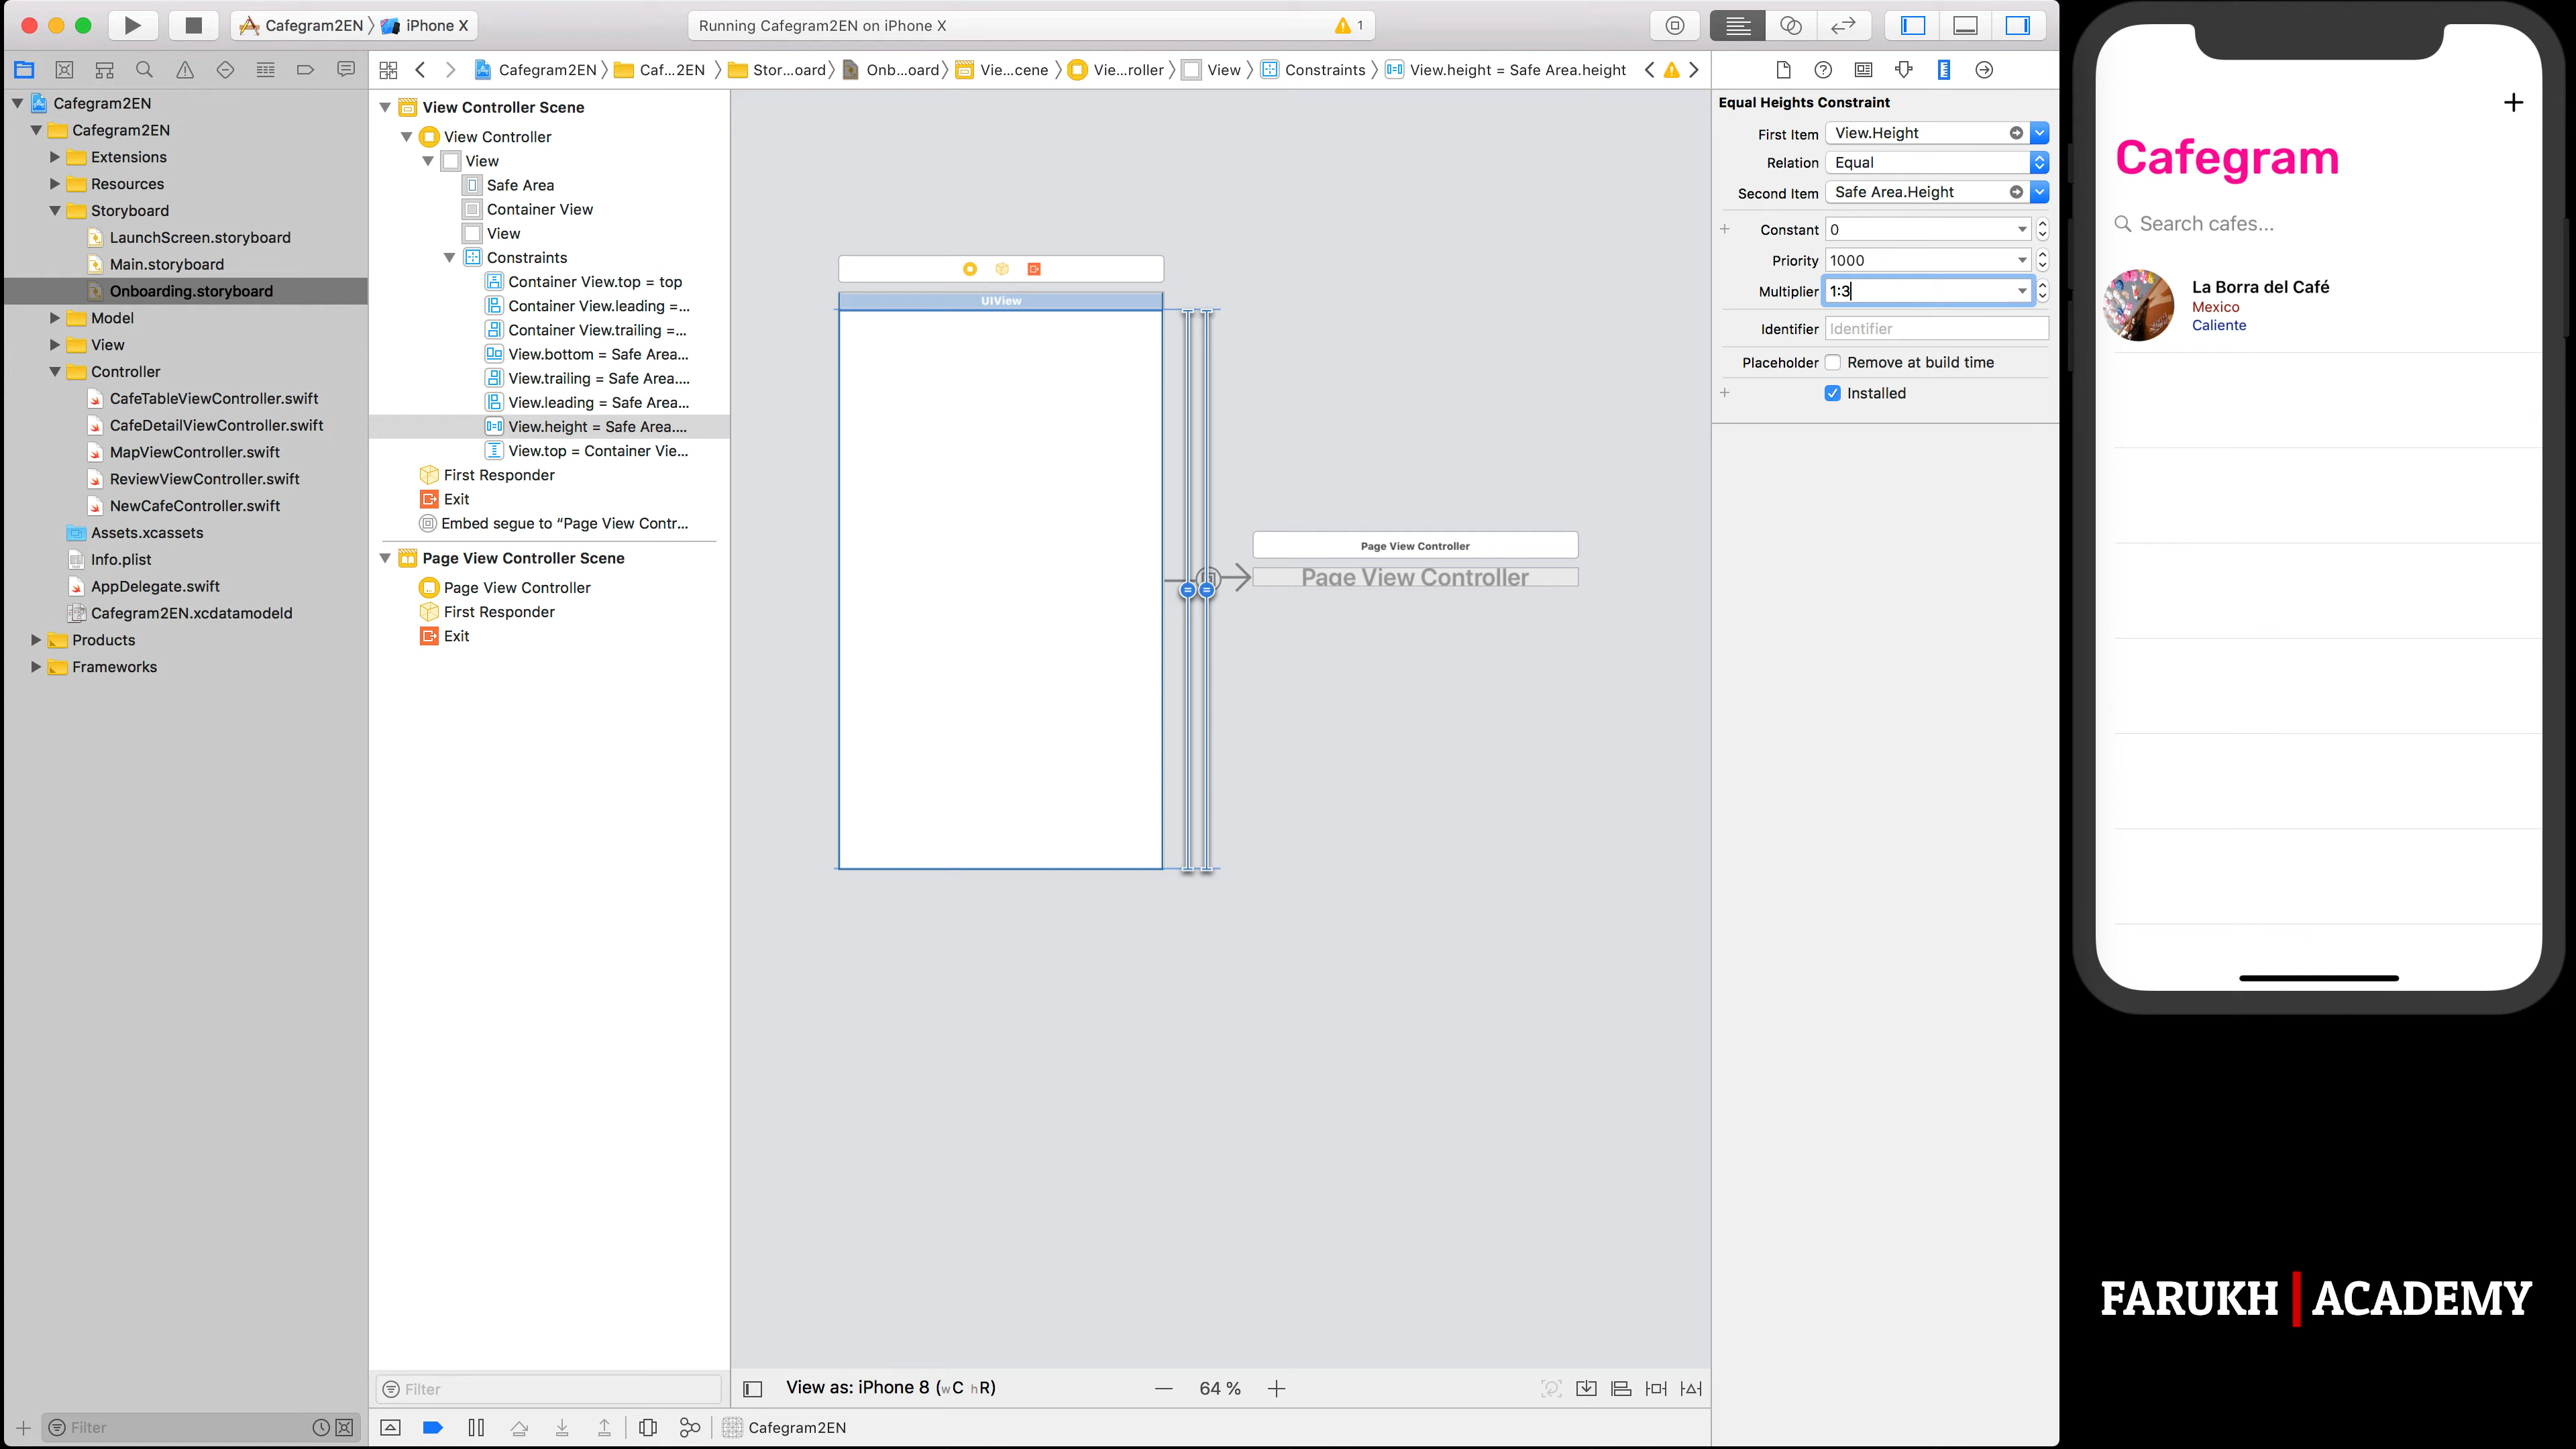 Cafegram2EN
iPhone X
Running Cafegram2EN on iPhone X
1
Cafegram2EN
Caf...2EN
Stor...oard
Onb...oard
Vie...cene
Vie...roller
View
Constraints
View.height = Safe Area.height
Cafegram2EN
Cafegram2EN
Extensions
Resources
Storyboard
LaunchScreen.storyboard
Main.storyboard
Onboarding.storyboard
Model
View
Controller
CafeTableViewController.swift
CafeDetailViewController.swift
MapViewController.swift
ReviewViewController.swift
NewCafeController.swift
Assets.xcassets
Info.plist
AppDelegate.swift
Cafegram2EN.xcdatamodeld
Products
Frameworks
Filter
View Controller Scene
View Controller
View
Safe Area
Container View
View
Constraints
Container View.top = top
Container View.leading =...
Container View.trailing =...
View.bottom = Safe Area...
View.trailing = Safe Area....
View.leading = Safe Area...
View.height = Safe Area....
View.top = Container Vie...
First Responder
Exit
Embed segue to “Page View Contr...
Page View Controller Scene
Page View Controller
First Responder
Exit
Filter
UIView
Page View Controller
Page View Controller
View as: iPhone 8 (wC hR)
64 %
Cafegram2EN
Equal Heights Constraint
First Item View.Height
Relation Equal
Second Item Safe Area.Height
Constant 0
Priority 1000
Multiplier 1:3
Identifier Identifier
Placeholder Remove at build time
Installed
Cafegram
Search cafes...
La Borra del Café
Mexico
Caliente
FARUKH | ACADEMY